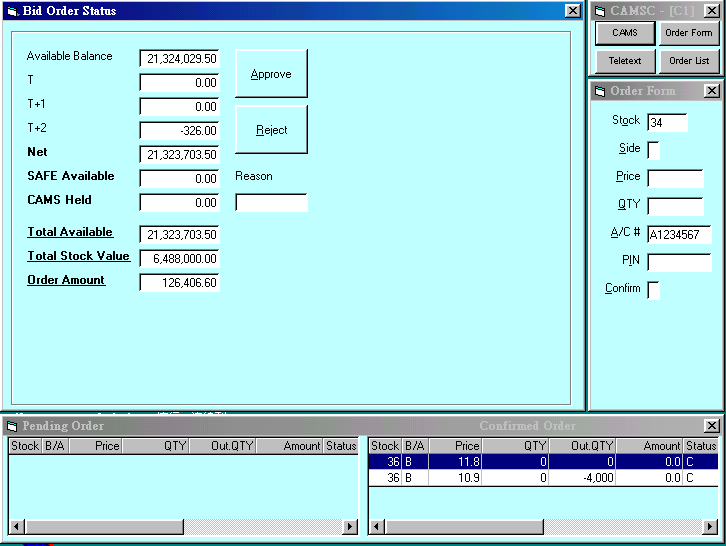 Bid Order Status
Available Balance 21,324,029.50
T 0.00
T+1 0.00
T+2 -326.00
Net 21,323,703.50
SAFE Available 0.00
CAMS Held 0.00
Total Available 21,323,703.50
Total Stock Value 6,488,000.00
Order Amount 126,406.60
Approve
Reject
Reason
CAMSC - [C1]
CAMS Order Form
Teletext Order List
Order Form
Stock 34
Side
Price
QTY
A/C # A1234567
PIN
Confirm
Pending Order
Stock B/A Price QTY Out.QTY Amount Status
Confirmed Order
Stock B/A Price QTY Out.QTY Amount Status
36 B 11.8 0 0 0.0 C
36 B 10.9 0 -4,000 0.0 C